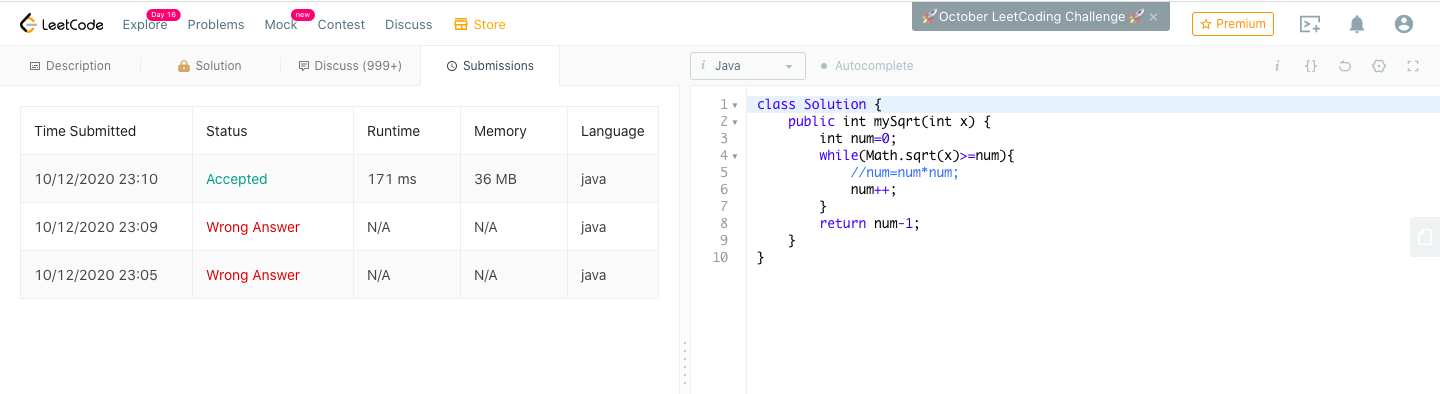 LeetCode Explore Day 16 Problems Mock new Contest Discuss Store 🚀October LeetCoding Challenge 🚀 × Premium
Description Solution Discuss (999+) Submissions i Java Autocomplete i {}
Time Submitted Status Runtime Memory Language
10/12/2020 23:10 Accepted 171 ms 36 MB java
10/12/2020 23:09 Wrong Answer N/A N/A java
10/12/2020 23:05 Wrong Answer N/A N/A java
1 class Solution {
2 public int mySqrt(int x) {
3 int num=0;
4 while(Math.sqrt(x)>=num){
5 //num=num*num;
6 num++;
7 }
8 return num-1;
9 }
10 }